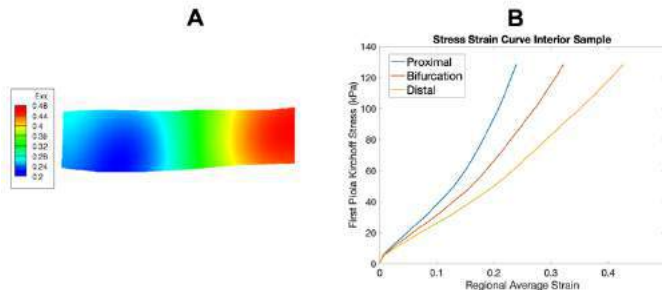 A
Exx
0.48
0.44
0.4
0.36
0.32
0.28
0.24
0.2
B
Stress Strain Curve Interior Sample
Proximal
Bifurcation
Distal
First Piola Kirchoff Stress (kPa)
140
120
100
80
60
40
20
0
0
0.1
0.2
0.3
0.4
Regional Average Strain